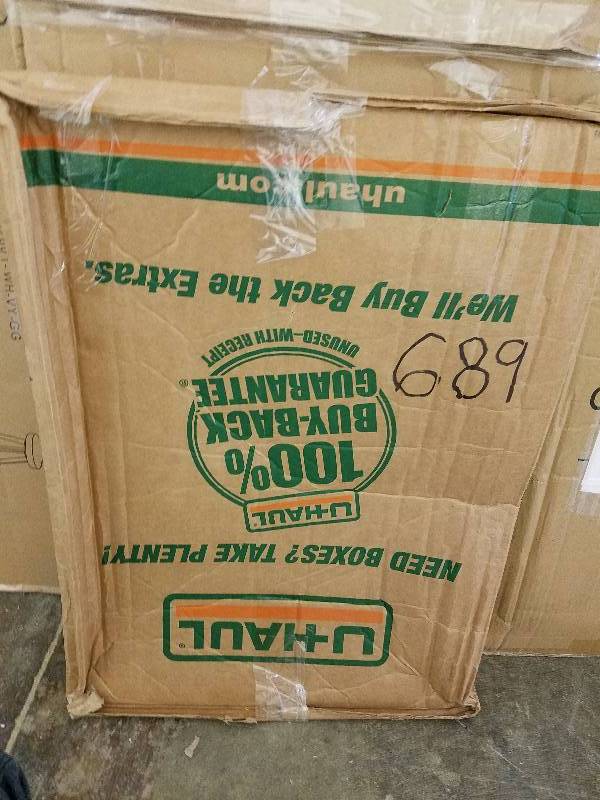 U-HAUL®
NEED BOXES? TAKE PLENTY!
U-HAUL
100%
BUY-BACK
GUARANTEE®
UNUSED–WITH RECEIPT
We'll Buy Back the Extras.
uhaul.com
689